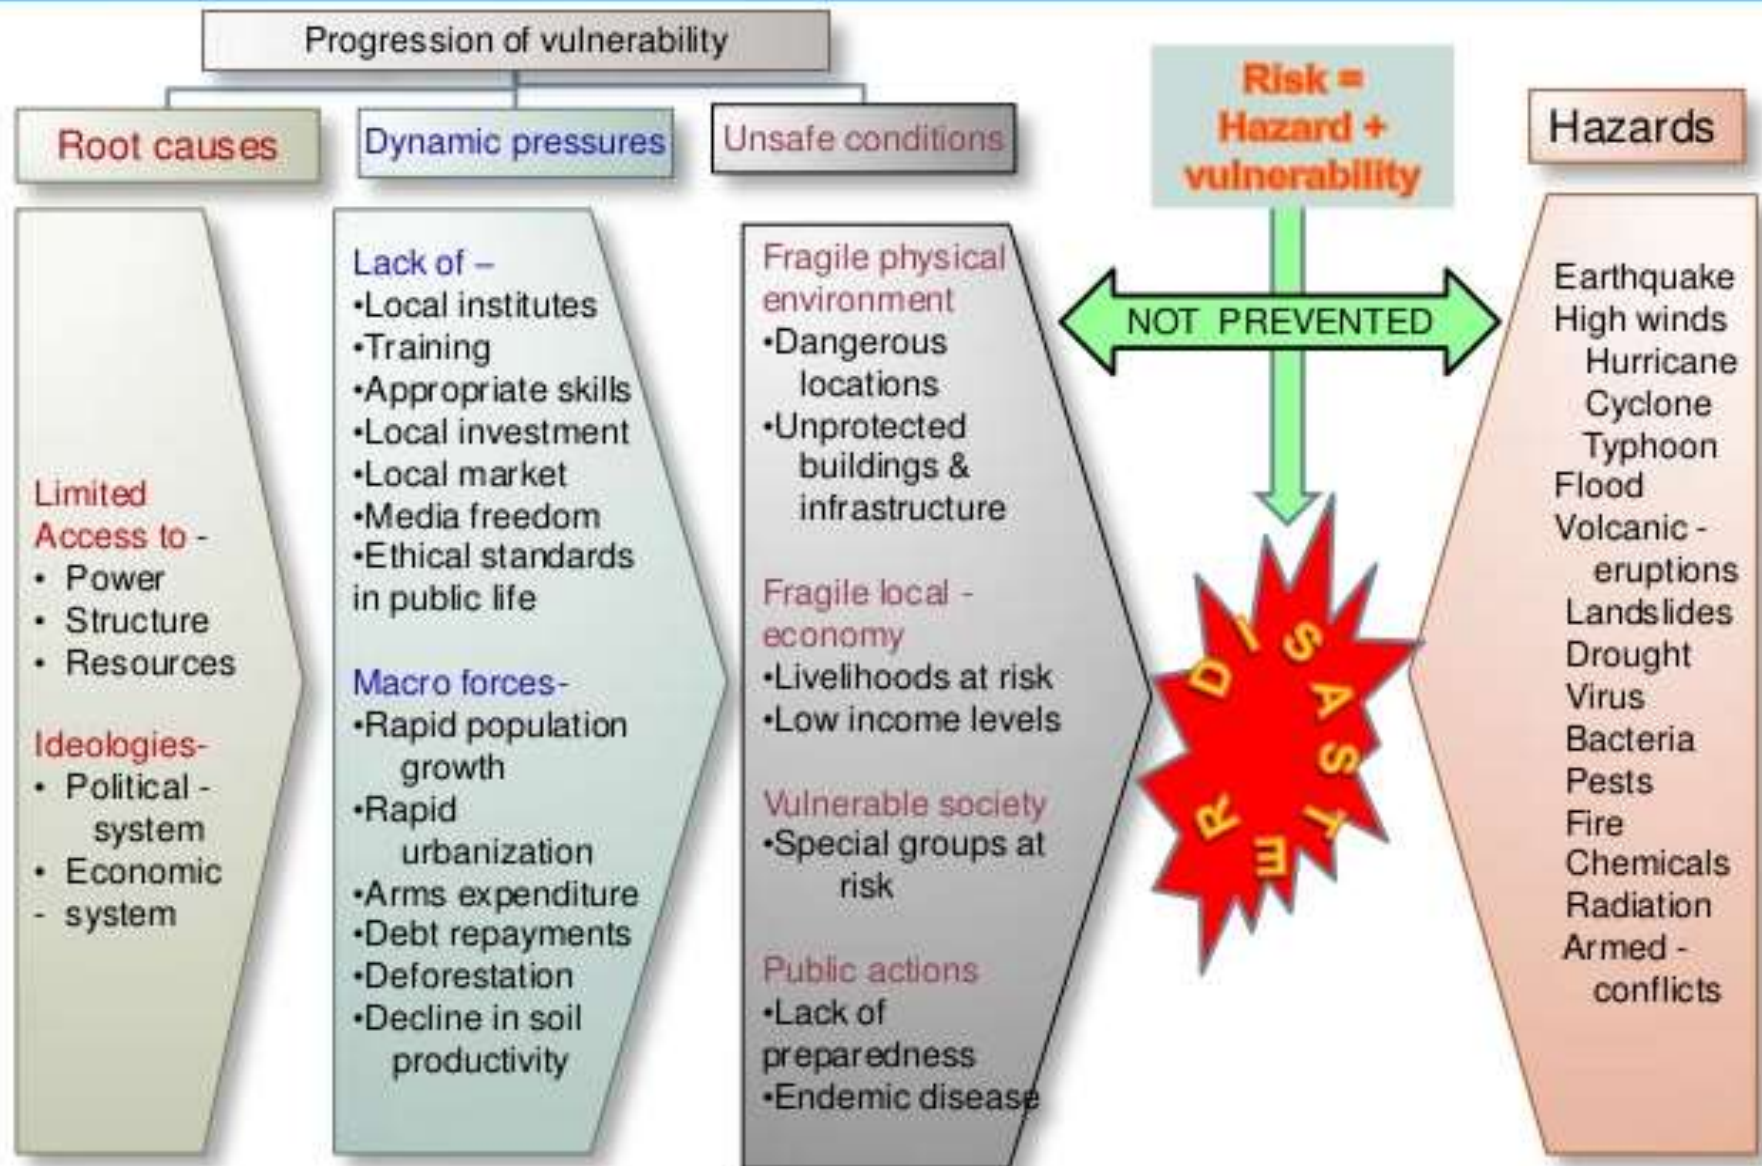 Progression of vulnerability
Root causes
Dynamic pressures
Unsafe conditions
Risk =
Hazard +
vulnerability
Hazards
Limited
Access to -
• Power
• Structure
• Resources
Ideologies-
• Political -
system
• Economic
- system
Lack of –
•Local institutes
•Training
•Appropriate skills
•Local investment
•Local market
•Media freedom
•Ethical standards
in public life
Macro forces-
•Rapid population
growth
•Rapid
urbanization
•Arms expenditure
•Debt repayments
•Deforestation
•Decline in soil
productivity
Fragile physical
environment
•Dangerous
locations
•Unprotected
buildings &
infrastructure
Fragile local -
economy
•Livelihoods at risk
•Low income levels
Vulnerable society
•Special groups at
risk
Public actions
•Lack of
preparedness
•Endemic disease
NOT PREVENTED
DISASTER
Earthquake
High winds
Hurricane
Cyclone
Typhoon
Flood
Volcanic -
eruptions
Landslides
Drought
Virus
Bacteria
Pests
Fire
Chemicals
Radiation
Armed -
conflicts